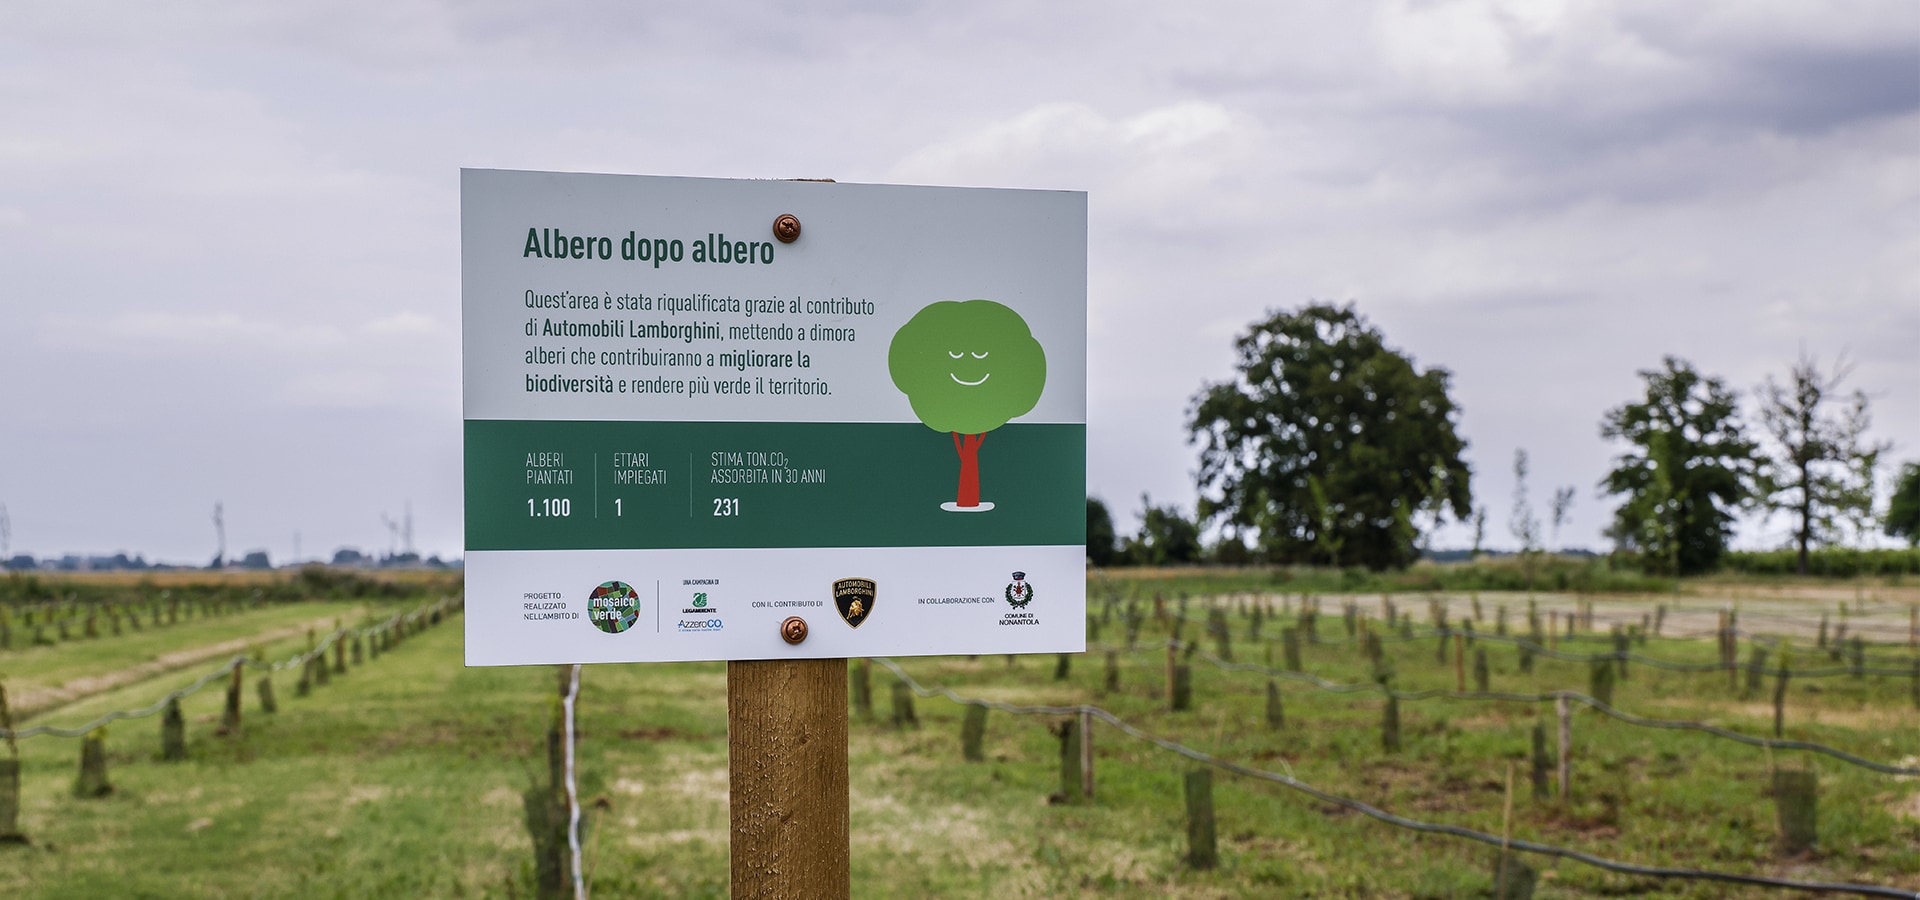 Albero dopo albero
Quest'area è stata riqualificata grazie al contributo
di Automobili Lamborghini, mettendo a dimora
alberi che contribuiranno a migliorare la
biodiversità e rendere più verde il territorio.
ALBERI
PIANTATI
1.100
ETTARI
IMPIEGATI
1
STIMA TON.CO₂
ASSORBITA IN 30 ANNI
231
PROGETTO
REALIZZATO
NELL'AMBITO DI
mosaico
verde
UNA CAMPAGNA DI
LEGAMBIENTE
AzzeroCO₂
CON IL CONTRIBUTO DI
AUTOMOBILI
LAMBORGHINI
IN COLLABORAZIONE CON
COMUNE DI
NONANTOLA